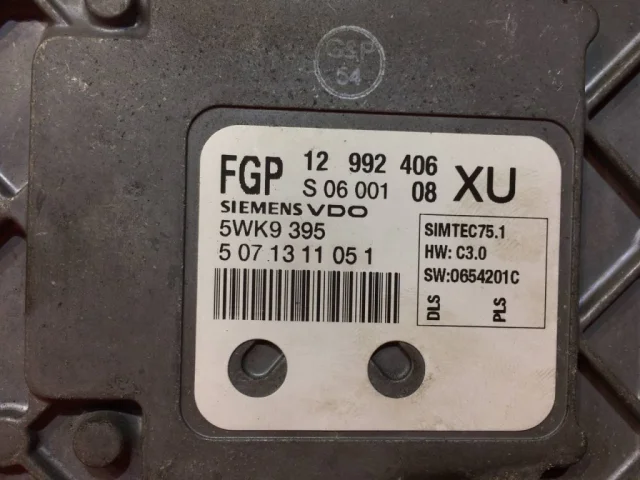 G&P
54
FGP 12 992 406 XU
S 06 001 08
SIEMENS VDO
5WK9 395
5 07 13 11 05 1
SIMTEC75.1
HW: C3.0
SW:0654201C
DLS PLS